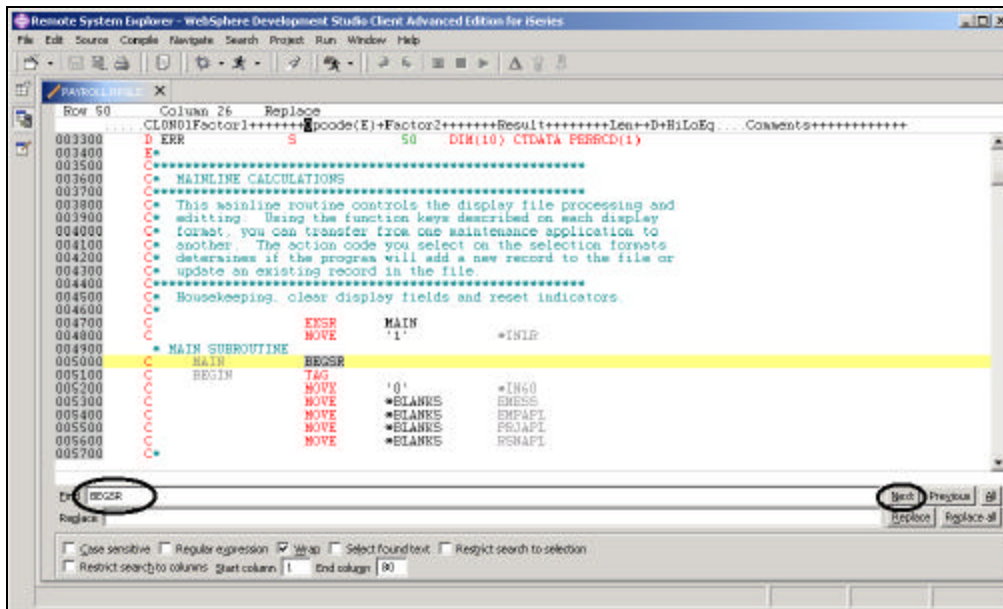 Remote System Explorer - WebSphere Development Studio Client Advanced Edition for iSeries
File Edit Source Compile Navigate Search Project Run Window Help
Row 50 Column 26 Replace
.....CL0N01Factor1+++++++Opcode(E)+Factor2+++++++Result++++++++Len++D+HiLoEq....Comments++++++++++++
003300 D ERR S 50 DIM(10) CTDATA PERRCD(1)
003400 E*
003500 C*******************************************************
003600 C* MAINLINE CALCULATIONS
003700 C*******************************************************
003800 C* This mainline routine controls the display file processing and
003900 C* editting. Using the function keys described on each display
004000 C* format, you can transfer from one maintenance application to
004100 C* another. The action code you select on the selection formats
004200 C* determines if the program will add a new record to the file or
004300 C* update an existing record in the file.
004400 C*******************************************************
004500 C* Housekeeping, clear display fields and reset indicators.
004600 C*
004700 C EXSR MAIN
004800 C MOVE '1' *INLR
004900 * MAIN SUBROUTINE
005000 C MAIN BEGSR
005100 C BEGIN TAG
005200 C MOVE '0' *IN60
005300 C MOVE *BLANKS EMESS
005400 C MOVE *BLANKS EMPAPL
005500 C MOVE *BLANKS PRJAPL
005600 C MOVE *BLANKS RSNAPL
005700 C*
Find BEGSR Next Previous All
Replace Replace Replace all
Case sensitive Regular expression Wrap Select found text Restrict search to selection
Restrict search to columns Start column 1 End column 80